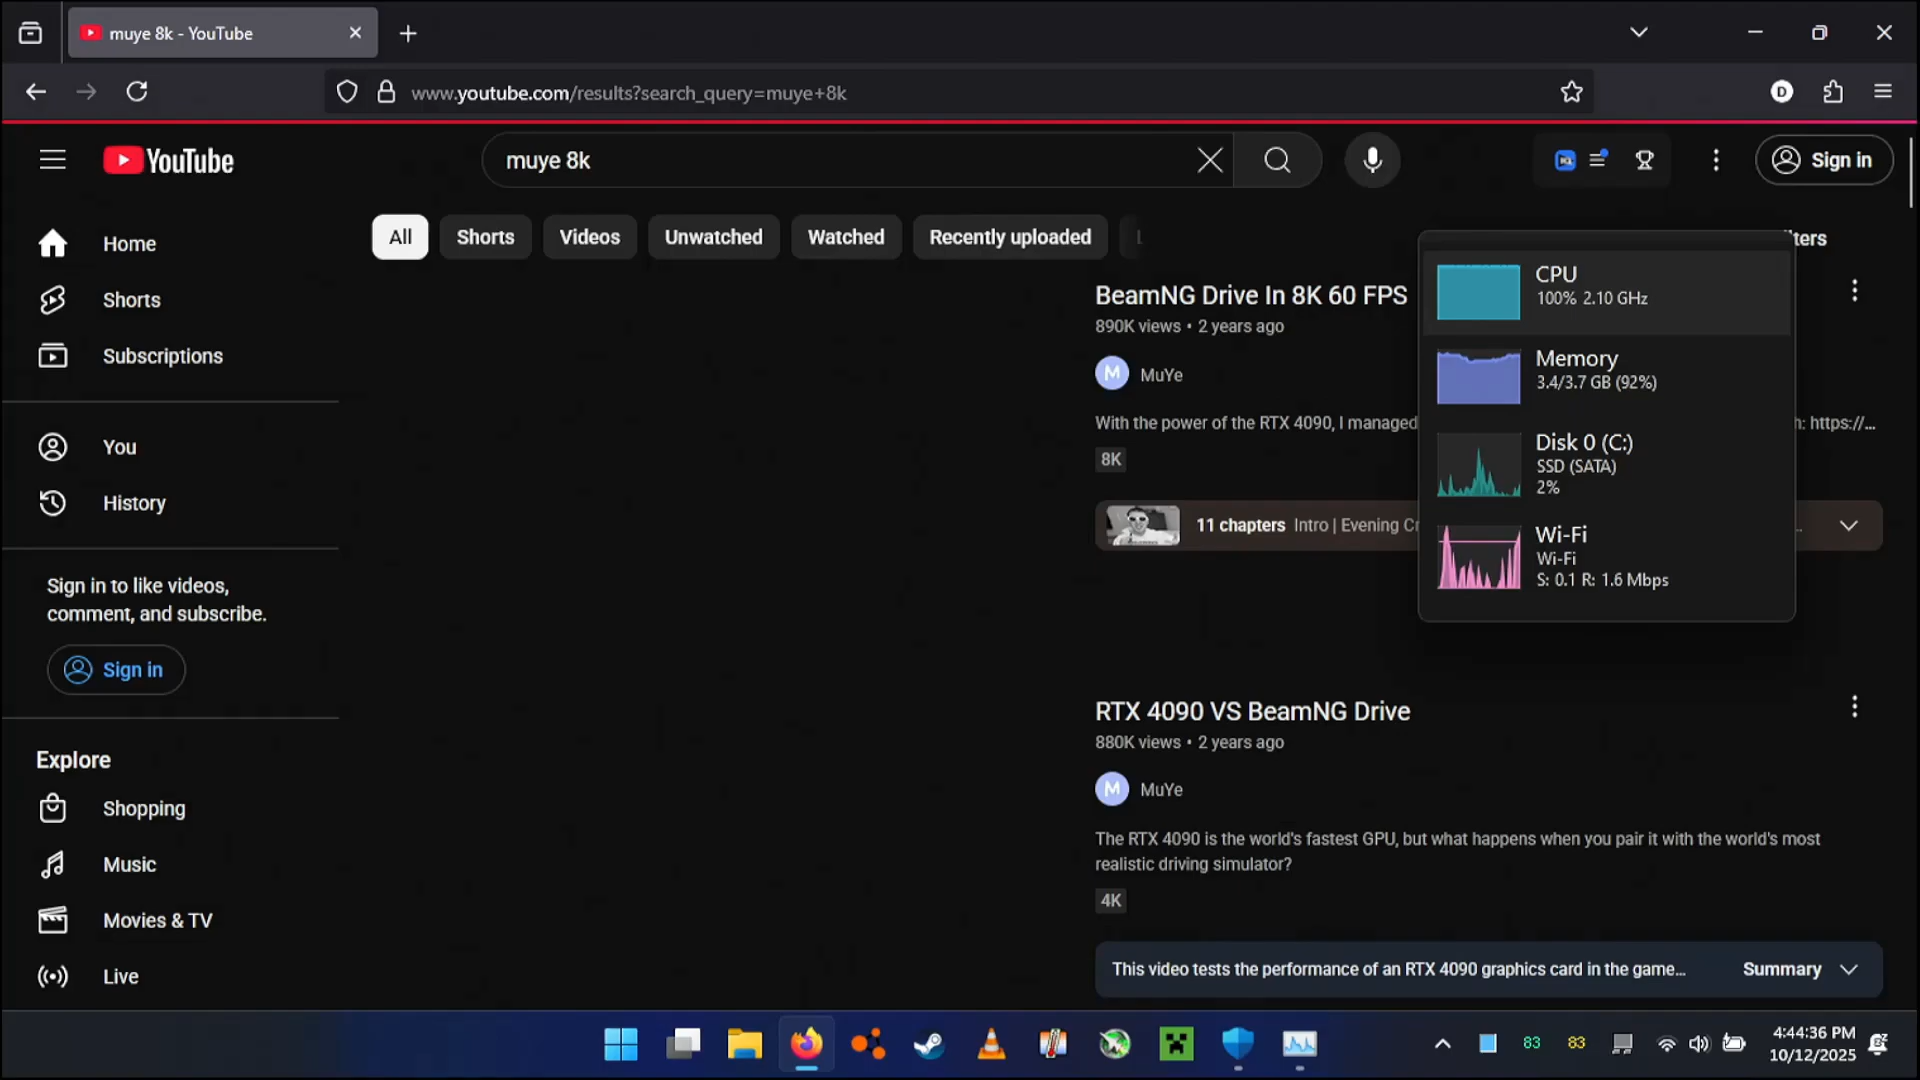 muye 8k - YouTube
www.youtube.com/results?search_query=muye+8k
D
YouTube
muye 8k
Sign in
Home
Shorts
Subscriptions
You
History
Sign in to like videos,
comment, and subscribe.
Sign in
Explore
Shopping
Music
Movies & TV
Live
All
Shorts
Videos
Unwatched
Watched
Recently uploaded
BeamNG Drive In 8K 60 FPS
890K views • 2 years ago
M
MuYe
With the power of the RTX 4090, I managed
h: https://...
8K
11 chapters Intro | Evening Cr
...
RTX 4090 VS BeamNG Drive
880K views • 2 years ago
M
MuYe
The RTX 4090 is the world's fastest GPU, but what happens when you pair it with the world's most
realistic driving simulator?
4K
This video tests the performance of an RTX 4090 graphics card in the game...
Summary
CPU
100% 2.10 GHz
Memory
3.4/3.7 GB (92%)
Disk 0 (C:)
SSD (SATA)
2%
Wi-Fi
Wi-Fi
S: 0.1 R: 1.6 Mbps
83
83
4:44:36 PM
10/12/2025